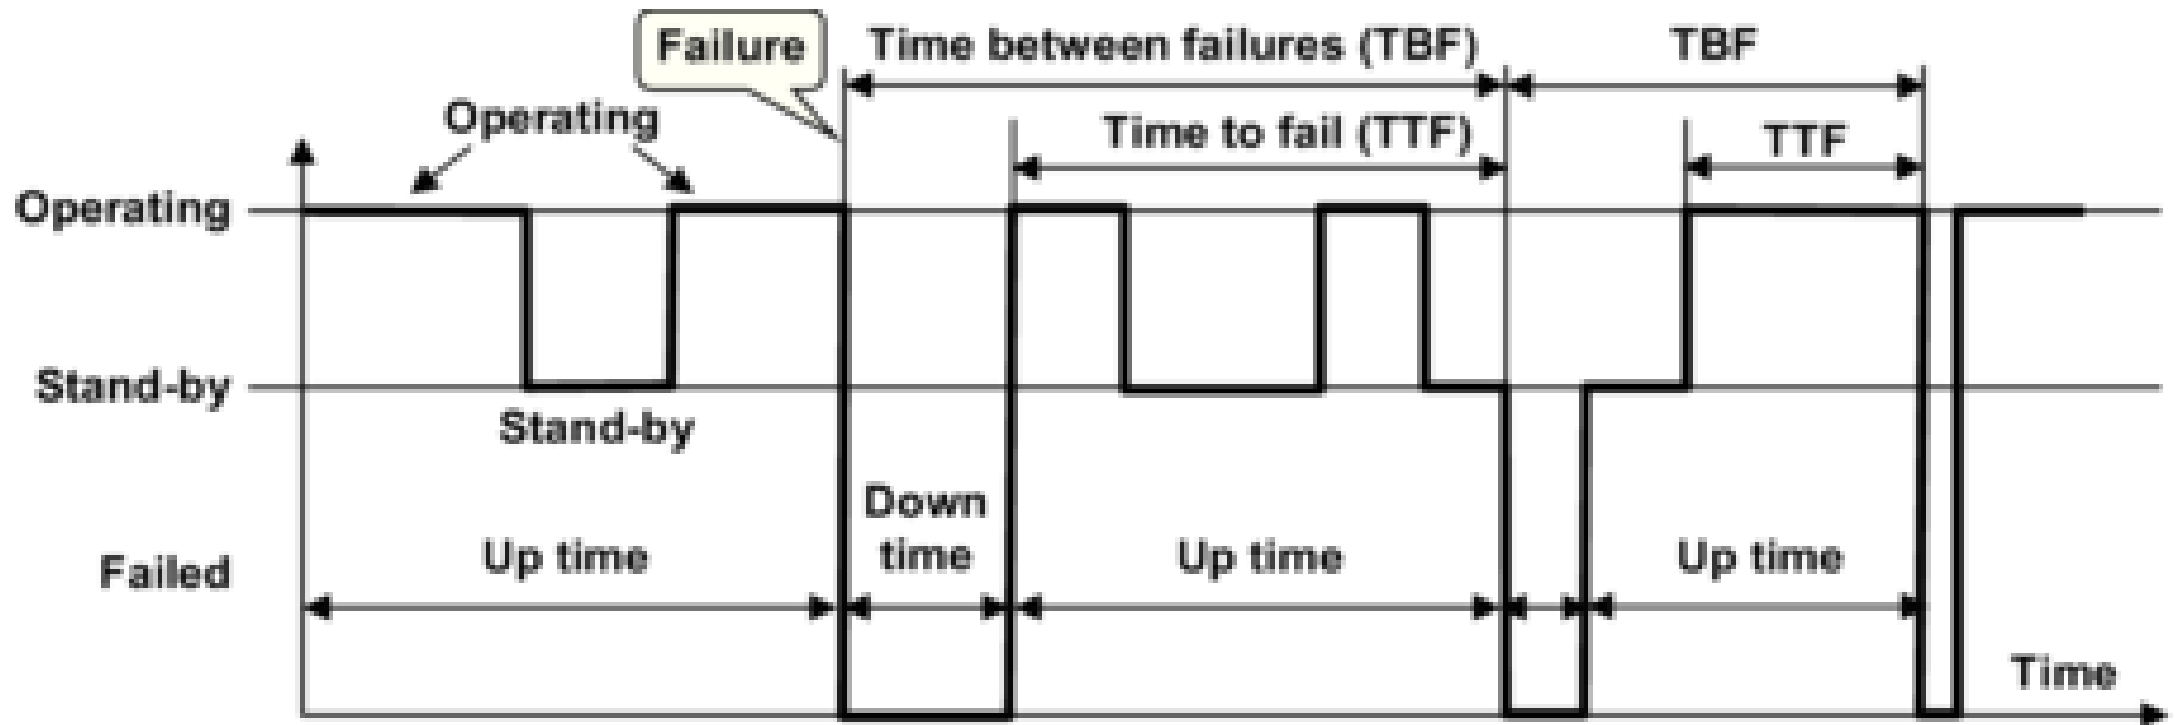 Failure
Time between failures (TBF)
TBF
Operating
Time to fail (TTF)
TTF
Operating
Stand-by
Stand-by
Down
time
Failed
Up time
Up time
Up time
Time